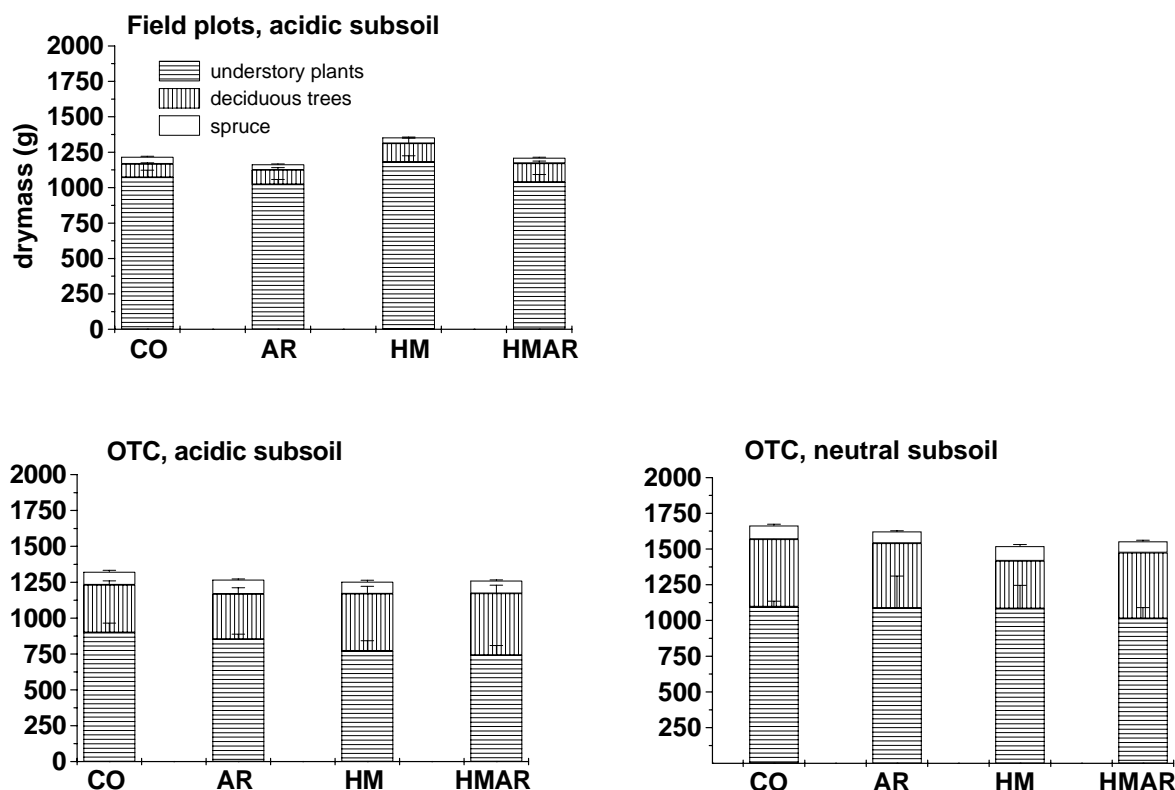 Field plots, acidic subsoil
2000
1750
1500
1250
1000
750
500
250
0
drymass (g)
understory plants
deciduous trees
spruce
CO AR HM HMAR
OTC, acidic subsoil
2000
1750
1500
1250
1000
750
500
250
0
CO AR HM HMAR
OTC, neutral subsoil
2000
1750
1500
1250
1000
750
500
250
CO AR HM HMAR